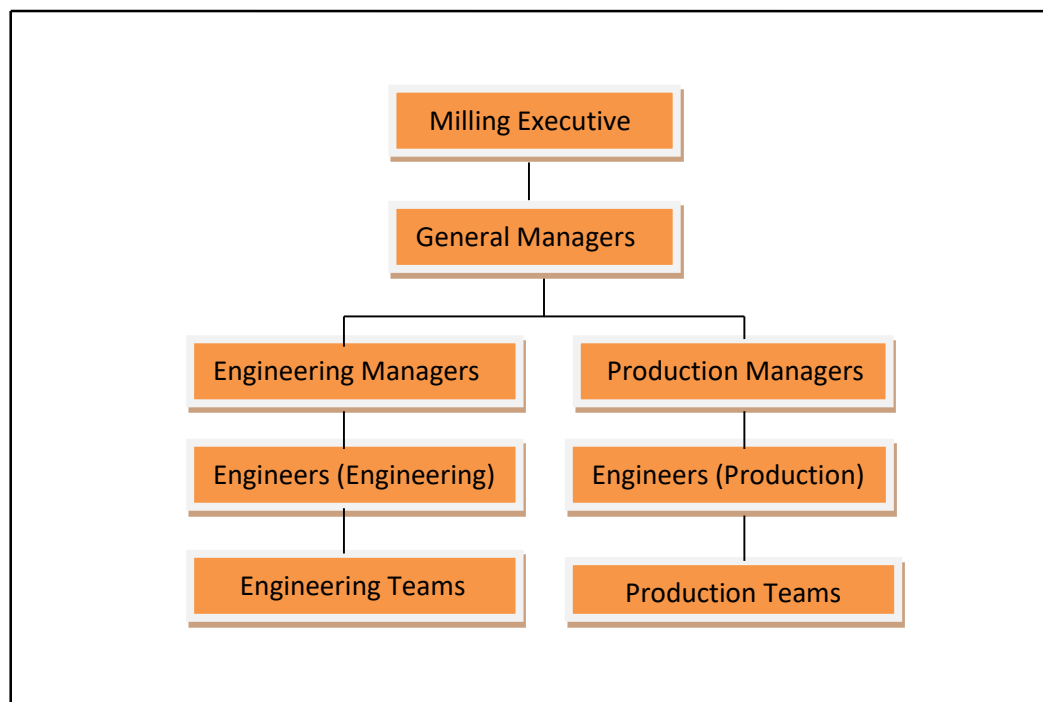 Milling Executive
General Managers
Engineering Managers
Production Managers
Engineers (Engineering)
Engineers (Production)
Engineering Teams
Production Teams